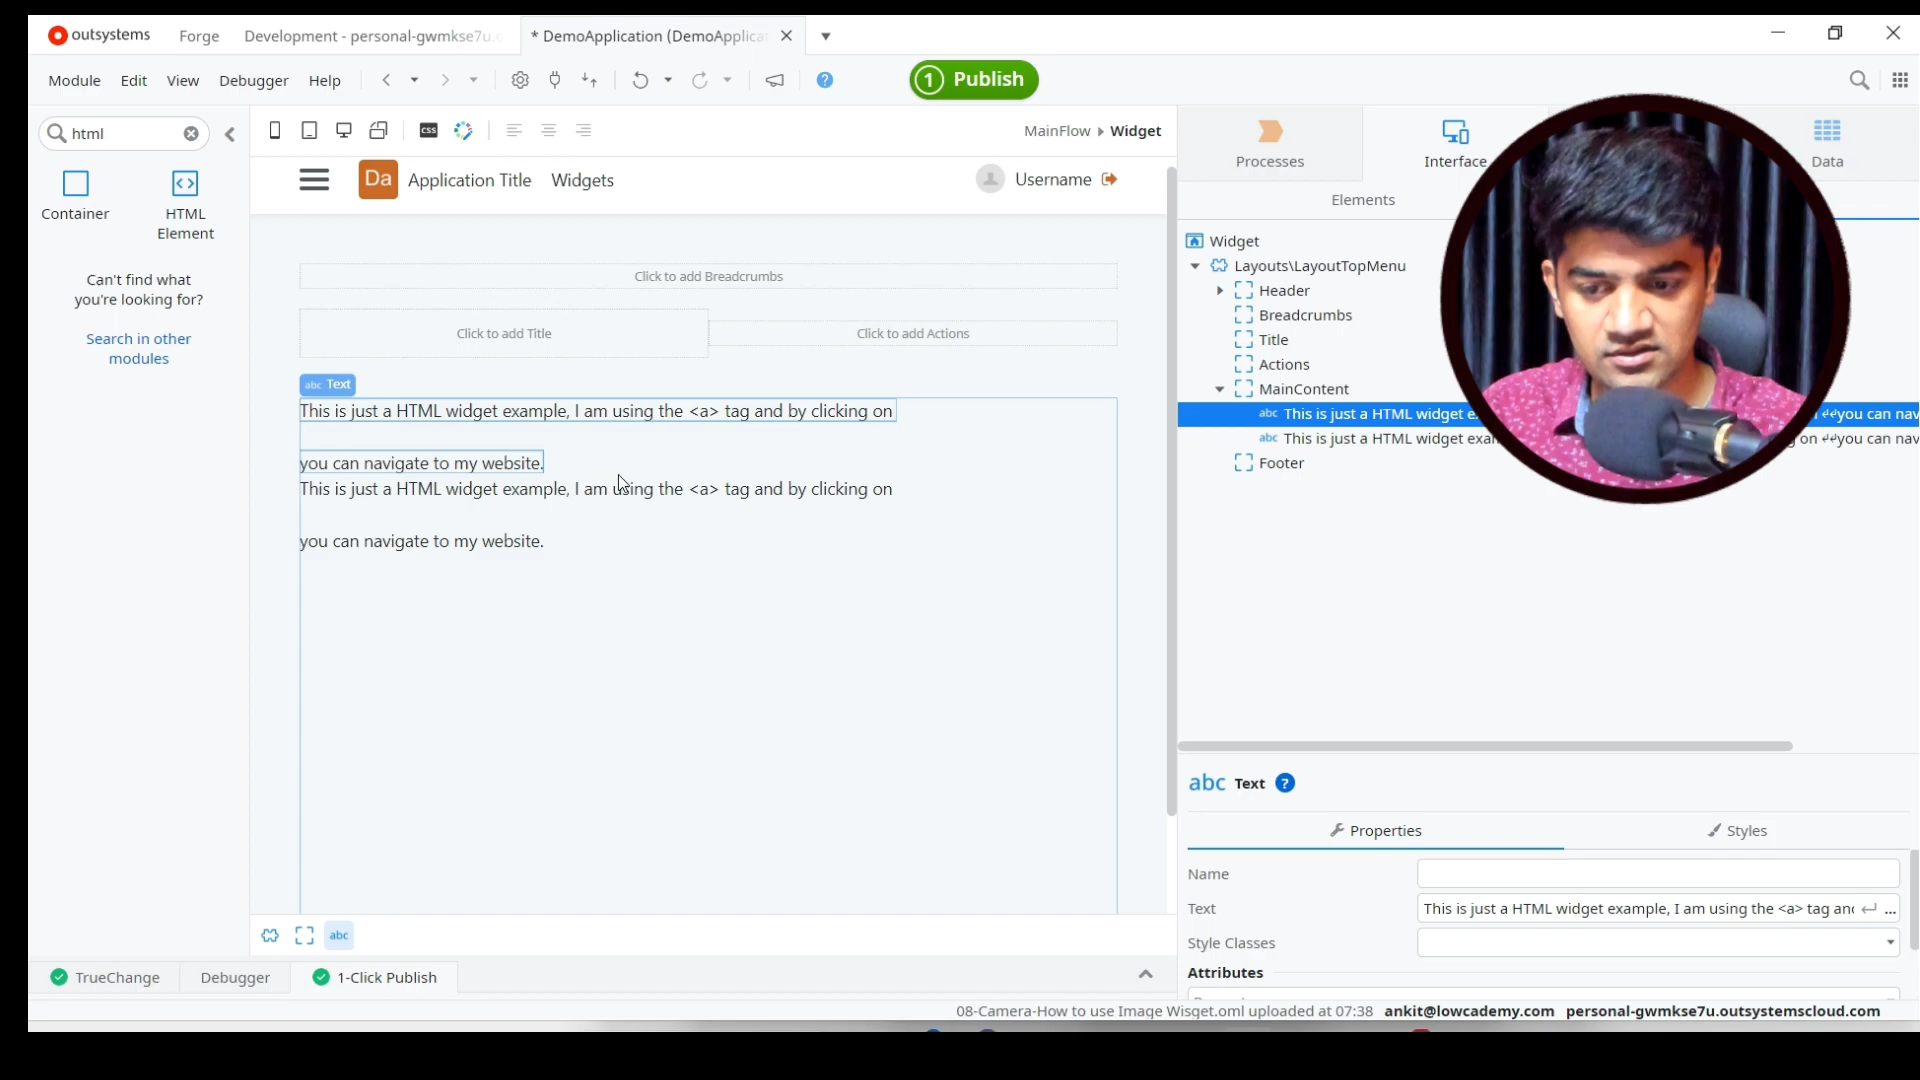 outsystems Forge Development - personal-gwmkse7u. * DemoApplication (DemoApplica
Module Edit View Debugger Help 1 Publish ?
html
css
MainFlow Widget
Processes Interface Data
Da Application Title Widgets Username
Container HTML
Element
Elements
Can't find what
you're looking for?
Search in other
modules
Click to add Breadcrumbs
Click to add Title Click to add Actions
abc Text
This is just a HTML widget example, I am using the <a> tag and by clicking on
you can navigate to my website.
This is just a HTML widget example, I am using the <a> tag and by clicking on
you can navigate to my website.
Widget
Layouts\LayoutTopMenu
Header
Breadcrumbs
Title
Actions
MainContent
abc This is just a HTML widget e you can nav
abc This is just a HTML widget exam on you can nav
Footer
abc Text ?
Properties Styles
Name
Text This is just a HTML widget example, I am using the <a> tag an ...
Style Classes
Attributes
abc
TrueChange Debugger 1-Click Publish
08-Camera-How to use Image Wisget.oml uploaded at 07:38 ankit@lowcademy.com personal-gwmkse7u.outsystemscloud.com